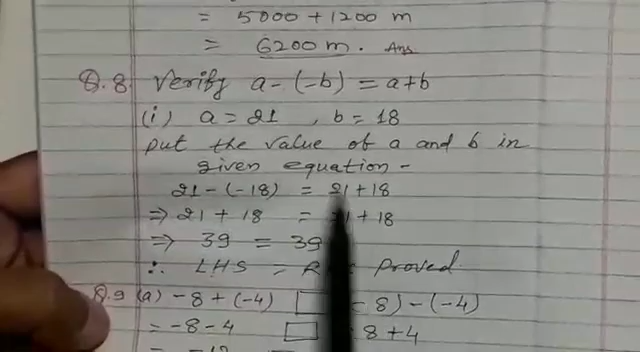 = 5000 + 1200 m
= 6200 m. Ans
Q.8 Verify a - (-b) = a + b
(i) a = 21 , b = 18
put the value of a and b in
given equation -
21 - (-18) = 21 + 18
⇒ 21 + 18 = 21 + 18
⇒ 39 = 39
∴ LHS = Proved
Q.9 (a) -8 + (-4) □ 8) - (-4)
= -8 - 4 □ 8 + 4